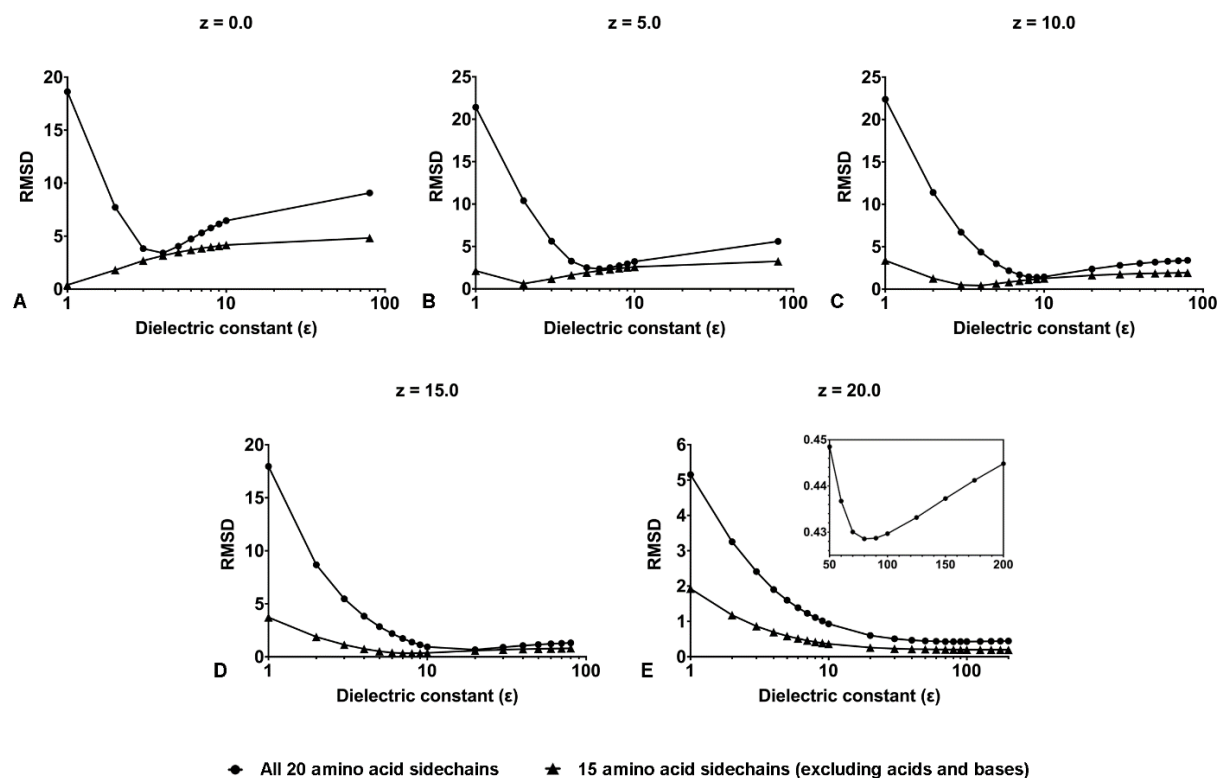 z = 0.0
z = 5.0
z = 10.0
20
15
10
5
0
RMSD
1
10
100
A
Dielectric constant (ε)
25
20
15
10
5
0
RMSD
1
10
100
B
Dielectric constant (ε)
25
20
15
10
5
0
RMSD
1
10
100
C
Dielectric constant (ε)
z = 15.0
z = 20.0
20
15
10
5
0
RMSD
1
10
100
D
Dielectric constant (ε)
6
5
4
3
2
1
0
RMSD
0.45
0.44
0.43
50
100
150
200
1
10
100
E
Dielectric constant (ε)
All 20 amino acid sidechains
15 amino acid sidechains (excluding acids and bases)